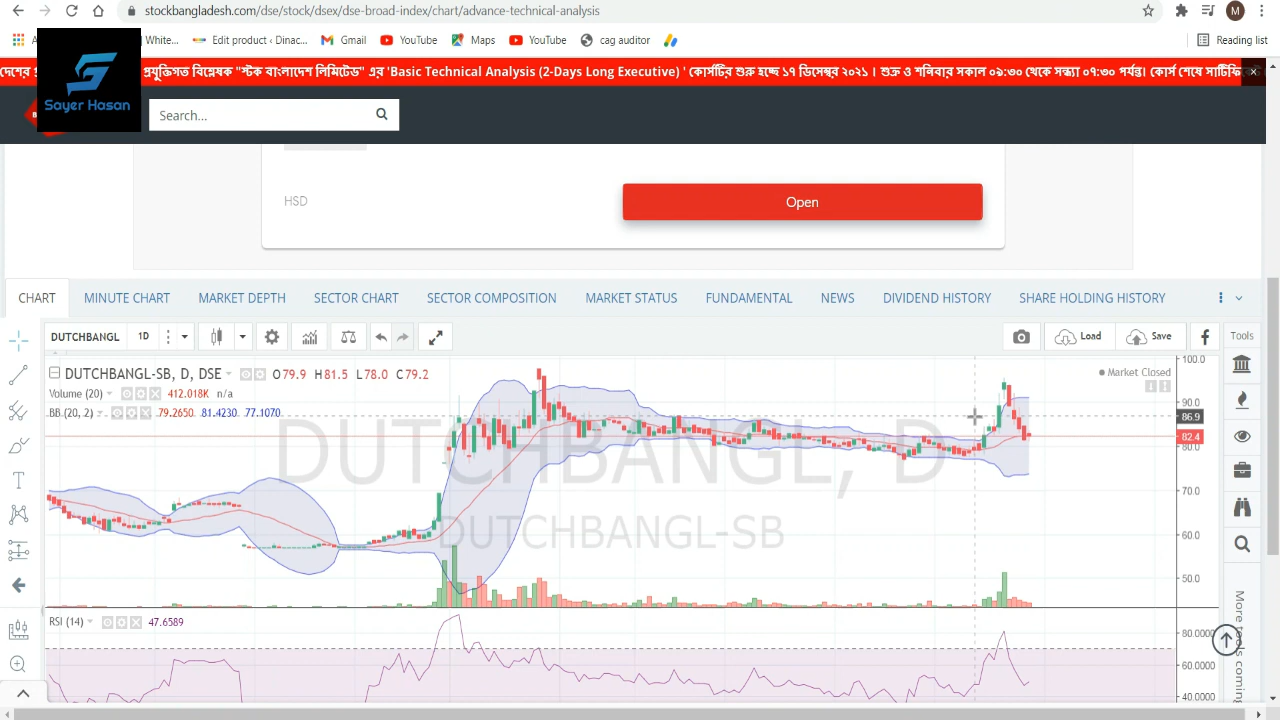 stockbangladesh.com/dse/stock/dsex/dse-broad-index/chart/advance-technical-analysis
M
White...
Edit product ‹ Dinac...
Gmail
YouTube
Maps
YouTube
cag auditor
Reading list
প্রযুক্তিগত বিশ্লেষক "স্টক বাংলাদেশ লিমিটেড" এর 'Basic Technical Analysis (2-Days Long Executive) ' কোর্সটির শুরু হচ্ছে ১৭ ডিসেম্বর ২০২১ । শুক্র ও শনিবার সকাল ০৯:৩০ থেকে সন্ধ্যা ০৭:৩০ পর্যন্ত। কোর্স শেষে
Sayer Hasan
Search...
HSD
Open
CHART
MINUTE CHART
MARKET DEPTH
SECTOR CHART
SECTOR COMPOSITION
MARKET STATUS
FUNDAMENTAL
NEWS
DIVIDEND HISTORY
SHARE HOLDING HISTORY
DUTCHBANGL
1D
Load
Save
Tools
DUTCHBANGL-SB, D, DSE
O79.9 H81.5 L78.0 C79.2
Market Closed
Volume (20)
412.018K n/a
BB (20, 2)
79.2650 81.4230 77.1070
100.0
90.0
86.9
82.4
80.0
70.0
60.0
50.0
DUTCHBANGL, D
DUTCHBANGL-SB
RSI (14)
47.6589
80.0000
60.0000
40.0000
More tools coming